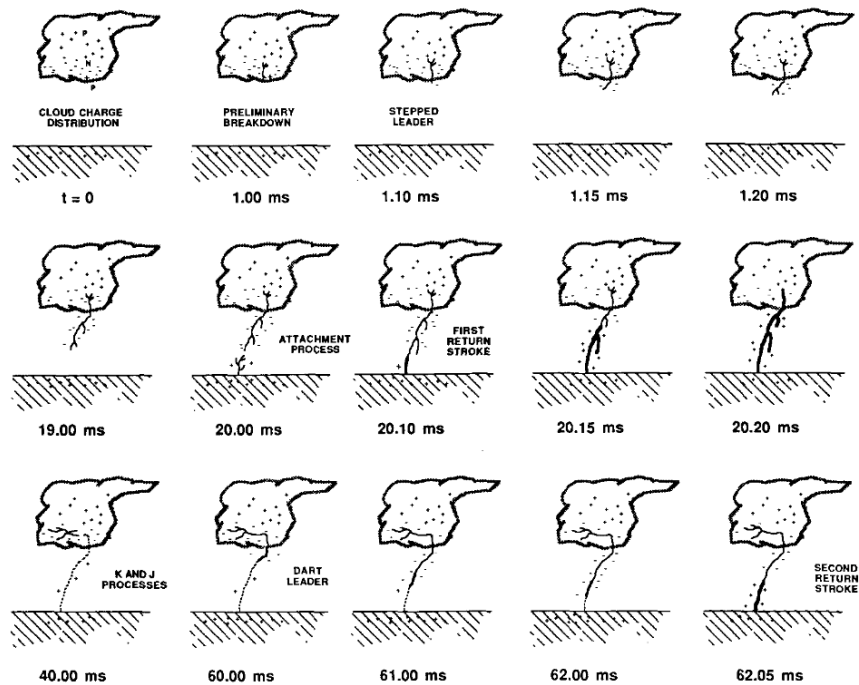 P
N
P
CLOUD CHARGE
DISTRIBUTION
PRELIMINARY
BREAKDOWN
STEPPED
LEADER
t = 0
1.00 ms
1.10 ms
1.15 ms
1.20 ms
ATTACHMENT
PROCESS
FIRST
RETURN
STROKE
19.00 ms
20.00 ms
20.10 ms
20.15 ms
20.20 ms
K AND J
PROCESSES
DART
LEADER
SECOND
RETURN
STROKE
40.00 ms
60.00 ms
61.00 ms
62.00 ms
62.05 ms